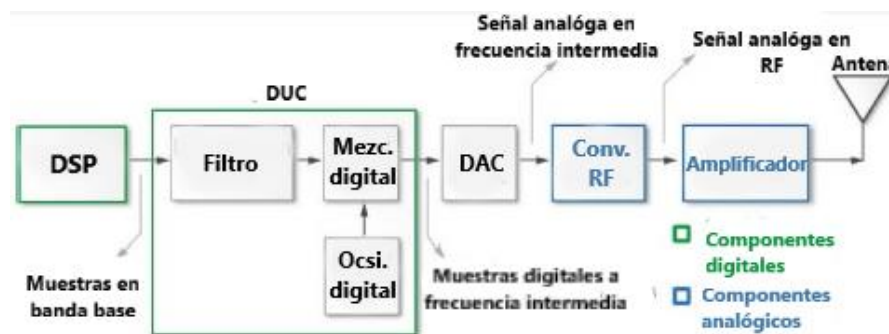 Señal analóga en
frecuencia intermedia
Señal analóga en
RF
Antena
DUC
DSP
Filtro
Mezc.
digital
DAC
Conv.
RF
Amplificador
Ocsi.
digital
Muestras en
banda base
Muestras digitales a
frecuencia intermedia
Componentes
digitales
Componentes
analógicos